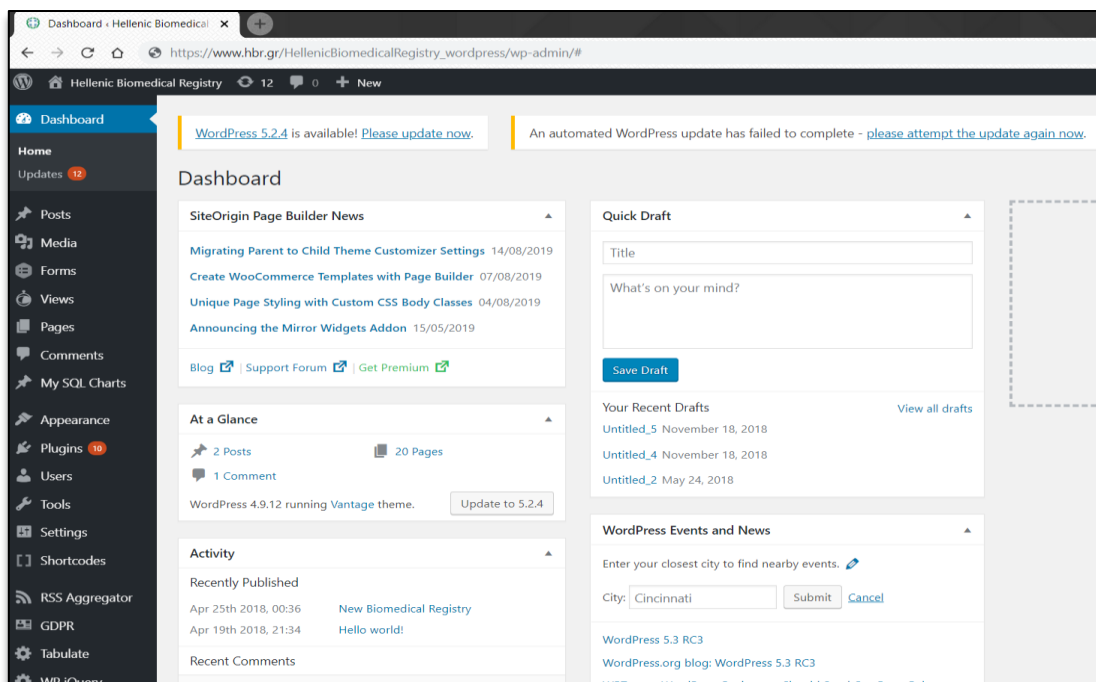 Dashboard ‹ Hellenic Biomedical
https://www.hbr.gr/HellenicBiomedicalRegistry_wordpress/wp-admin/#
Hellenic Biomedical Registry 12 0 + New
Dashboard
Home
Updates 12
Posts
Media
Forms
Views
Pages
Comments
My SQL Charts
Appearance
Plugins 10
Users
Tools
Settings
Shortcodes
RSS Aggregator
GDPR
Tabulate
WP jQuery
WordPress 5.2.4 is available! Please update now.
An automated WordPress update has failed to complete - please attempt the update again now.
Dashboard
SiteOrigin Page Builder News
Migrating Parent to Child Theme Customizer Settings 14/08/2019
Create WooCommerce Templates with Page Builder 07/08/2019
Unique Page Styling with Custom CSS Body Classes 04/08/2019
Announcing the Mirror Widgets Addon 15/05/2019
Blog | Support Forum | Get Premium
At a Glance
2 Posts 20 Pages
1 Comment
WordPress 4.9.12 running Vantage theme. Update to 5.2.4
Activity
Recently Published
Apr 25th 2018, 00:36 New Biomedical Registry
Apr 19th 2018, 21:34 Hello world!
Recent Comments
Quick Draft
Title
What's on your mind?
Save Draft
Your Recent Drafts View all drafts
Untitled_5 November 18, 2018
Untitled_4 November 18, 2018
Untitled_2 May 24, 2018
WordPress Events and News
Enter your closest city to find nearby events.
City: Cincinnati Submit Cancel
WordPress 5.3 RC3
WordPress.org blog: WordPress 5.3 RC3